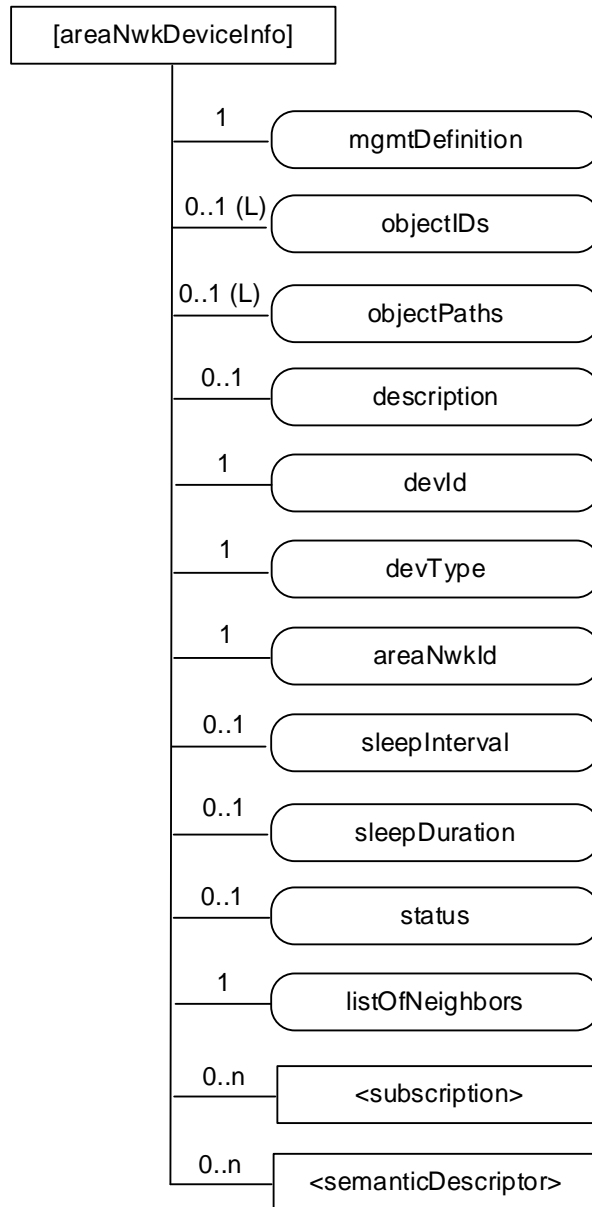 [areaNwkDeviceInfo]
1
mgmtDefinition
0..1 (L)
objectIDs
0..1 (L)
objectPaths
0..1
description
1
devId
1
devType
1
areaNwkId
0..1
sleepInterval
0..1
sleepDuration
0..1
status
1
listOfNeighbors
0..n
<subscription>
0..n
<semanticDescriptor>